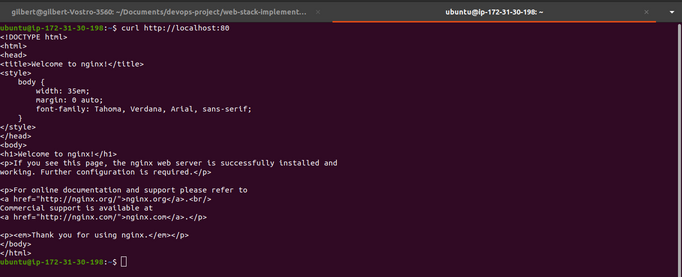 gilbert@gilbert-Vostro-3560: ~/Documents/devops-project/web-stack-implement...
ubuntu@ip-172-31-30-198: ~
ubuntu@ip-172-31-30-198:~$ curl http://localhost:80
<!DOCTYPE html>
<html>
<head>
<title>Welcome to nginx!</title>
<style>
    body {
        width: 35em;
        margin: 0 auto;
        font-family: Tahoma, Verdana, Arial, sans-serif;
    }
</style>
</head>
<body>
<h1>Welcome to nginx!</h1>
<p>If you see this page, the nginx web server is successfully installed and
working. Further configuration is required.</p>

<p>For online documentation and support please refer to
<a href="http://nginx.org/">nginx.org</a>.<br/>
Commercial support is available at
<a href="http://nginx.com/">nginx.com</a>.</p>

<p><em>Thank you for using nginx.</em></p>
</body>
</html>
ubuntu@ip-172-31-30-198:~$